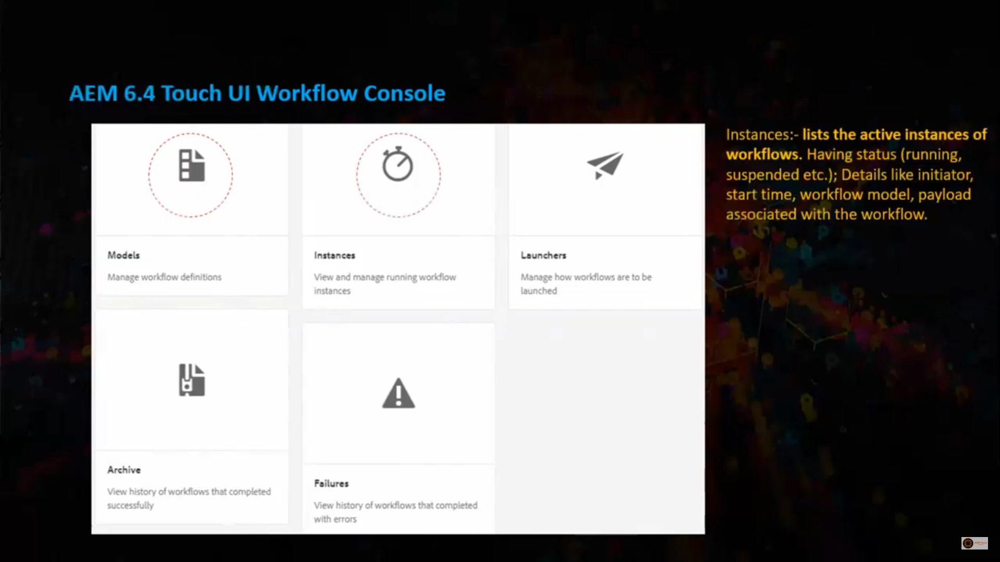 AEM 6.4 Touch UI Workflow Console
Instances:- lists the active instances of
workflows. Having status (running,
suspended etc.); Details like initiator,
start time, workflow model, payload
associated with the workflow.
Models
Manage workflow definitions
Instances
View and manage running workflow
instances
Launchers
Manage how workflows are to be
launched
Archive
View history of workflows that completed
successfully
Failures
View history of workflows that completed
with errors